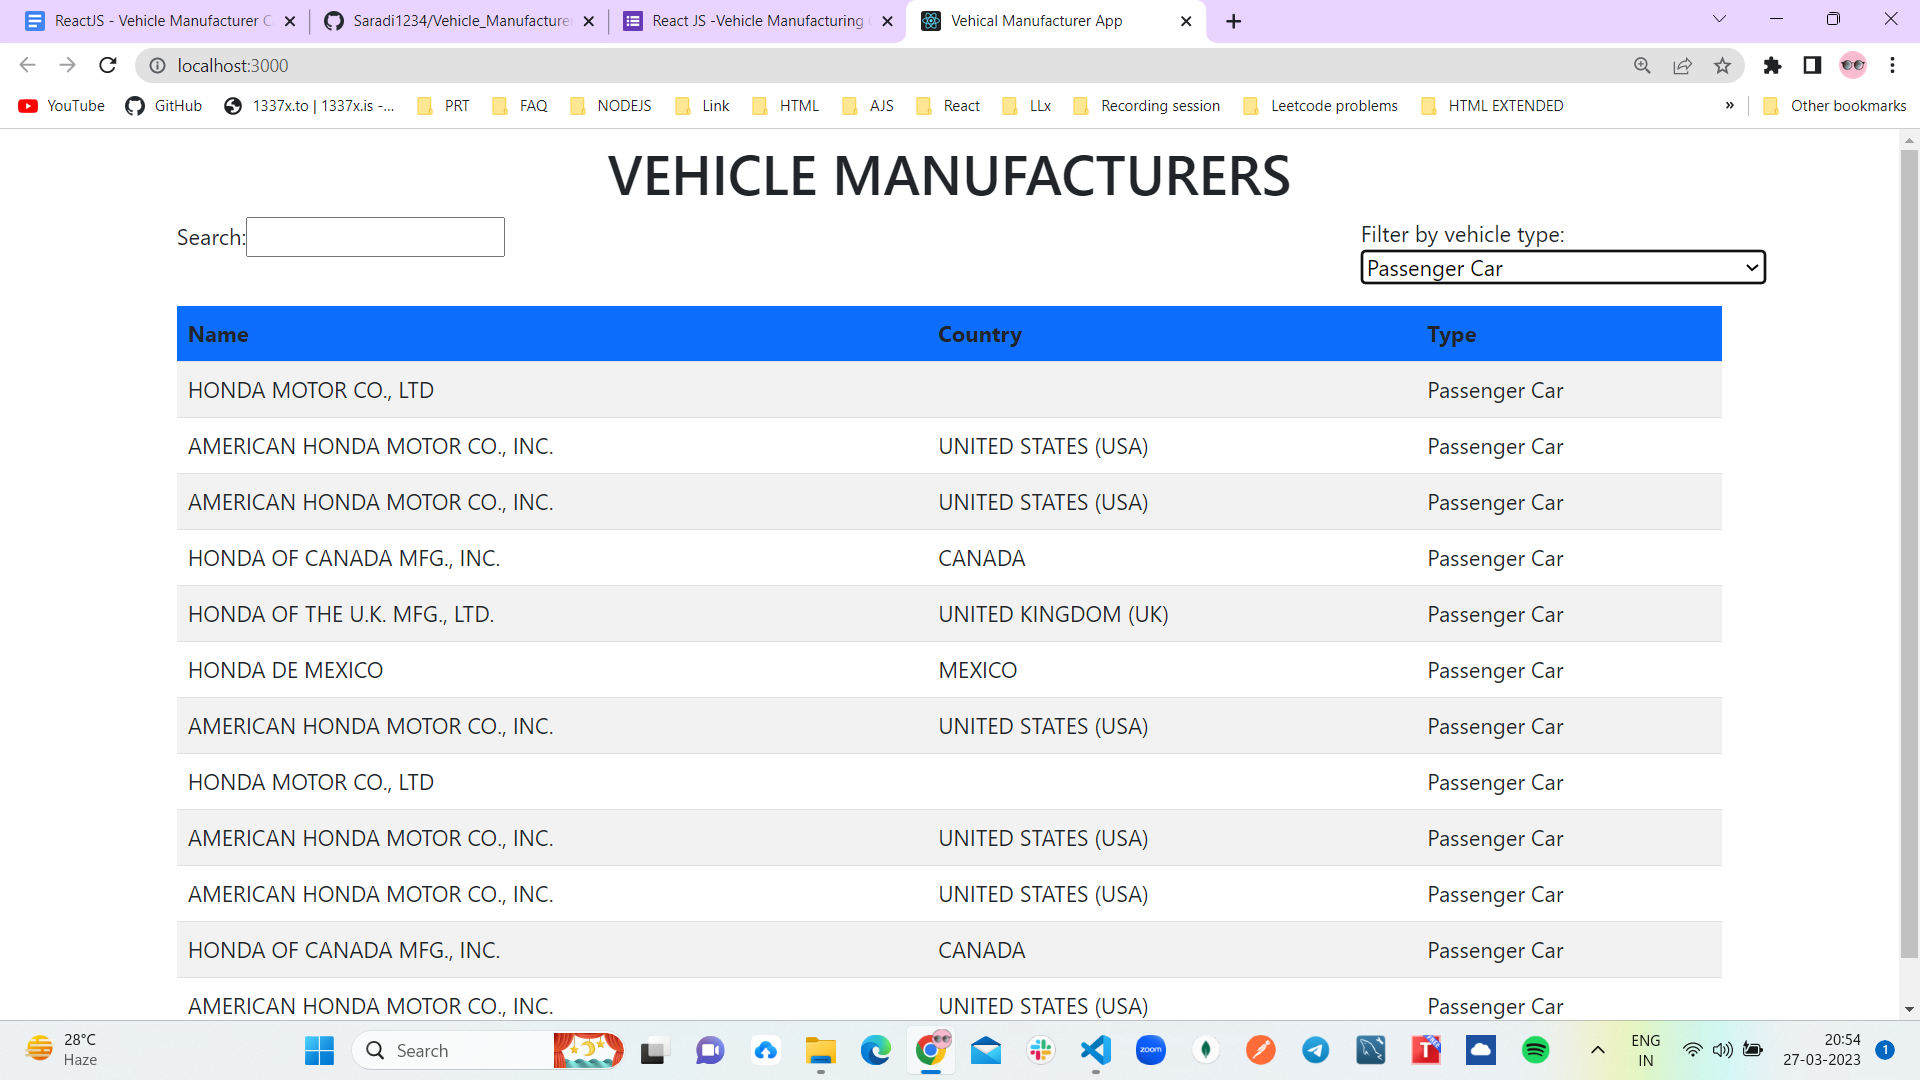 ReactJS - Vehicle Manufacturer C
Saradi1234/Vehicle_Manufacture
React JS -Vehicle Manufacturing
Vehical Manufacturer App
localhost:3000
YouTube
GitHub
1337x.to | 1337x.is -...
PRT
FAQ
NODEJS
Link
HTML
AJS
React
LLx
Recording session
Leetcode problems
HTML EXTENDED
»
Other bookmarks
VEHICLE MANUFACTURERS
Search:
Filter by vehicle type:
Passenger Car
Name Country Type
HONDA MOTOR CO., LTD Passenger Car
AMERICAN HONDA MOTOR CO., INC. UNITED STATES (USA) Passenger Car
AMERICAN HONDA MOTOR CO., INC. UNITED STATES (USA) Passenger Car
HONDA OF CANADA MFG., INC. CANADA Passenger Car
HONDA OF THE U.K. MFG., LTD. UNITED KINGDOM (UK) Passenger Car
HONDA DE MEXICO MEXICO Passenger Car
AMERICAN HONDA MOTOR CO., INC. UNITED STATES (USA) Passenger Car
HONDA MOTOR CO., LTD Passenger Car
AMERICAN HONDA MOTOR CO., INC. UNITED STATES (USA) Passenger Car
AMERICAN HONDA MOTOR CO., INC. UNITED STATES (USA) Passenger Car
HONDA OF CANADA MFG., INC. CANADA Passenger Car
AMERICAN HONDA MOTOR CO., INC. UNITED STATES (USA) Passenger Car
28°C
Haze
Search
zoom
T
ENG
IN
20:54
27-03-2023
1